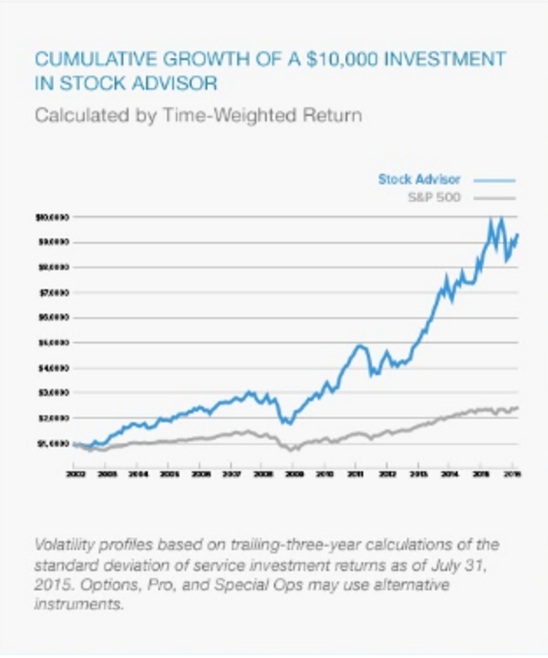 CUMULATIVE GROWTH OF A $10,000 INVESTMENT
IN STOCK ADVISOR
Calculated by Time-Weighted Return
Stock Advisor
S&P 500
$10,0000
$9,0000
$8,0000
$7,0000
$6,0000
$5,0000
$4,0000
$3,0000
$2,0000
$1,0000
2002 2003 2004 2005 2006 2007 2008 2009 2010 2011 2012 2013 2014 2015 2016
Volatility profiles based on trailing-three-year calculations of the
standard deviation of service investment returns as of July 31,
2015. Options, Pro, and Special Ops may use alternative
instruments.